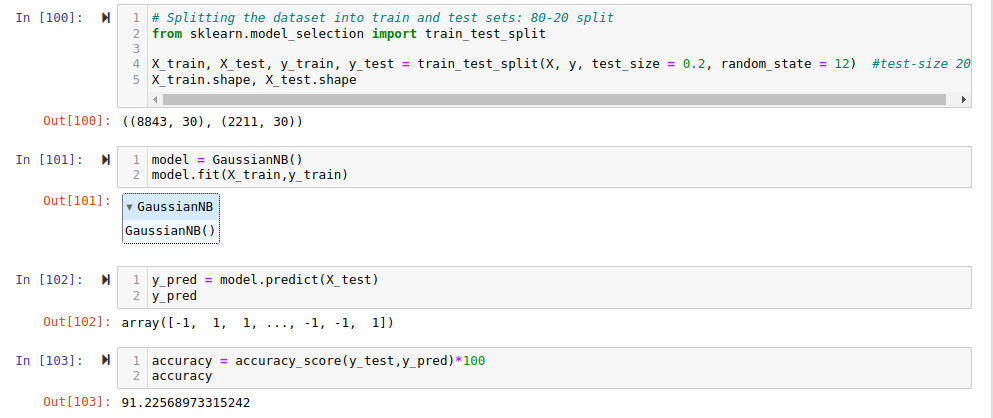 In [100]:
1 # Splitting the dataset into train and test sets: 80-20 split
2 from sklearn.model_selection import train_test_split
3
4 X_train, X_test, y_train, y_test = train_test_split(X, y, test_size = 0.2, random_state = 12)  #test-size 20
5 X_train.shape, X_test.shape
Out[100]: ((8843, 30), (2211, 30))
In [101]:
1 model = GaussianNB()
2 model.fit(X_train,y_train)
Out[101]:
▼ GaussianNB
GaussianNB()
In [102]:
1 y_pred = model.predict(X_test)
2 y_pred
Out[102]: array([-1,  1,  1, ..., -1, -1,  1])
In [103]:
1 accuracy = accuracy_score(y_test,y_pred)*100
2 accuracy
Out[103]: 91.22568973315242